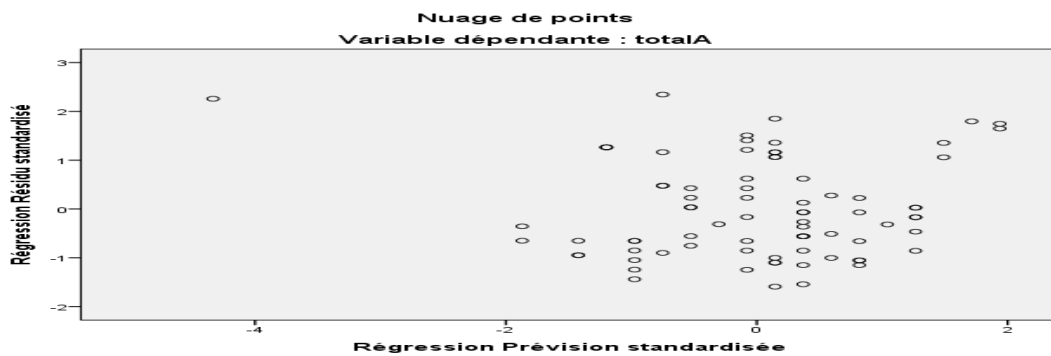 Nuage de points
Variable dépendante : totalA
Régression Résidu standardisé
3
2
1
0
-1
-2
-4
-2
0
2
Régression Prévision standardisée